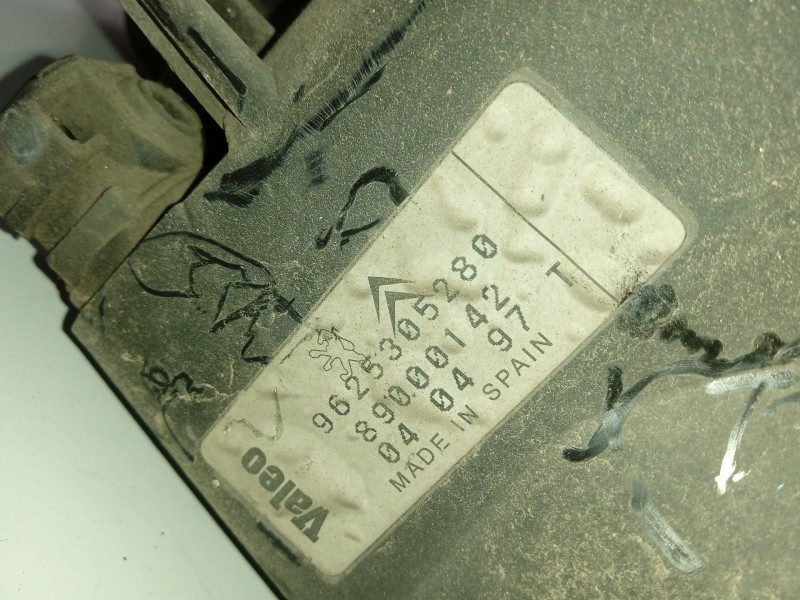 9625305280
89000142
04 04 97 T
MADE IN SPAIN
Valeo